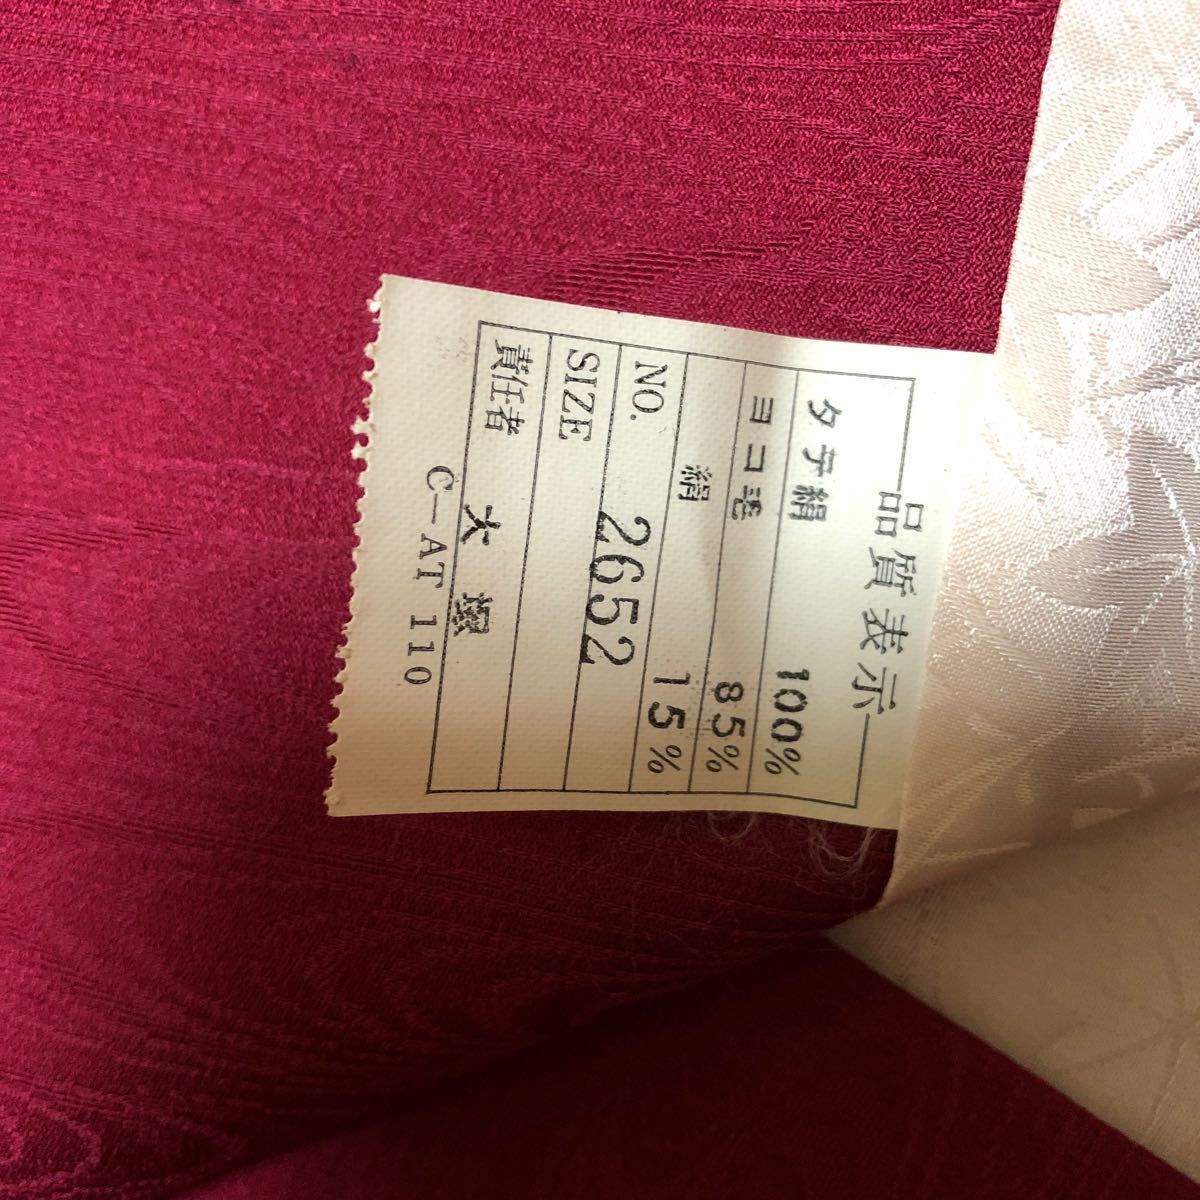 品質表示
タテ絹 100%
ヨコ 85%
絹 15%
NO. 2652
SIZE
責任者 大塚
C-AT 110